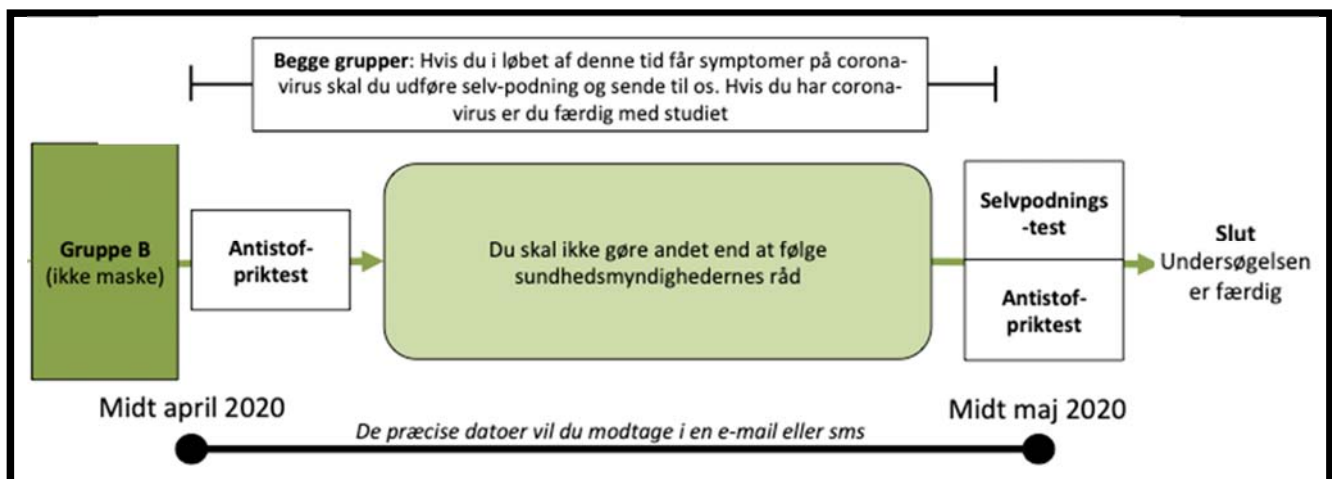 Begge grupper: Hvis du i løbet af denne tid får symptomer på corona-
virus skal du udføre selv-podning og sende til os. Hvis du har corona-
virus er du færdig med studiet
Gruppe B
(ikke maske)
Antistof-
priktest
Du skal ikke gøre andet end at følge
sundhedsmyndighedernes råd
Selvpodnings
-test
Antistof-
priktest
Slut
Undersøgelsen
er færdig
Midt april 2020
Midt maj 2020
De præcise datoer vil du modtage i en e-mail eller sms